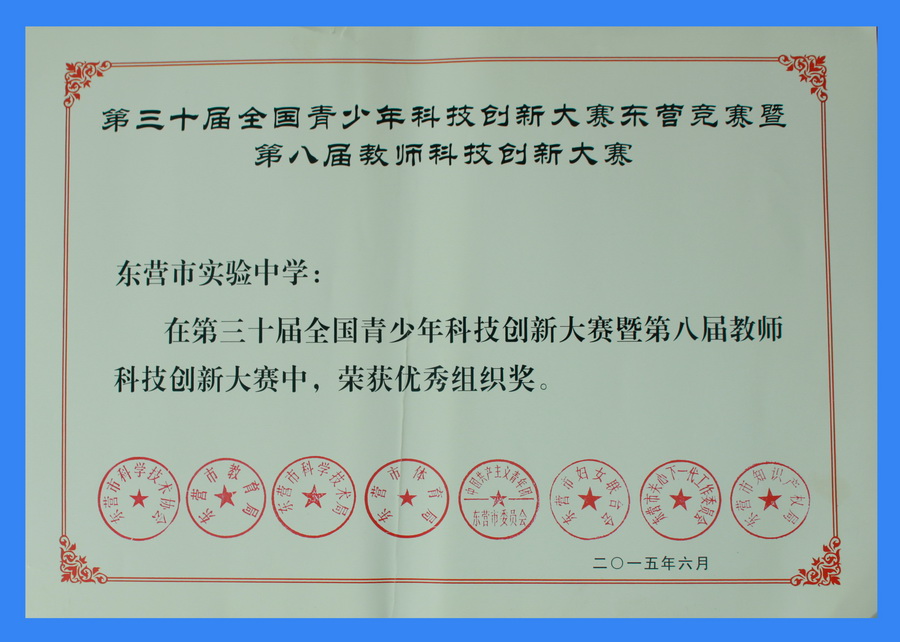 第三十届全国青少年科技创新大赛东营竞赛暨
第八届教师科技创新大赛
东营市实验中学：
在第三十届全国青少年科技创新大赛暨第八届教师
科技创新大赛中，荣获优秀组织奖。
东营市科学技术协会
东营市教育局
东营市科学技术局
东营市体育局
中国共产主义青年团
东营市委员会
东营市妇女联合会
东营市关心下一代工作委员会
东营市知识产权局
二〇一五年六月